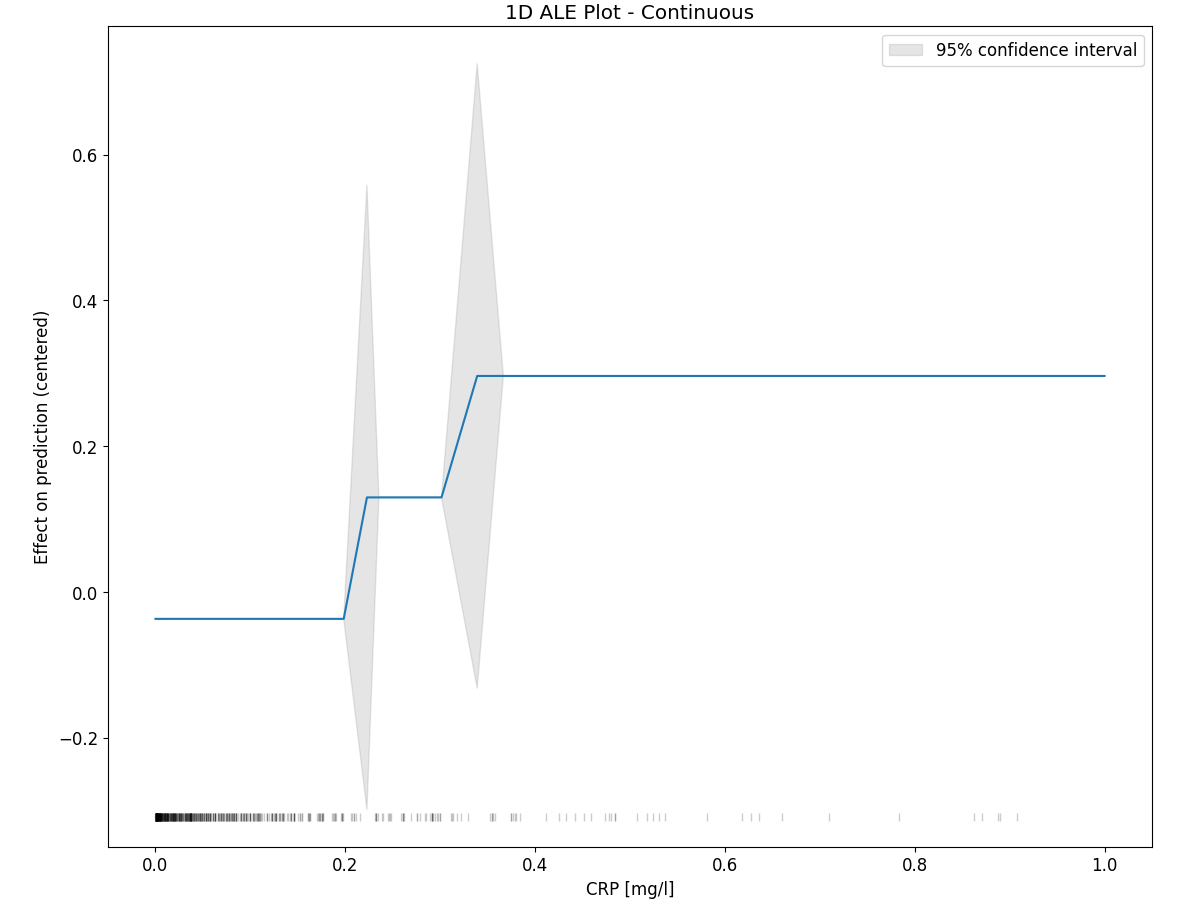 1D ALE Plot - Continuous
95% confidence interval
Effect on prediction (centered)
0.6
0.4
0.2
0.0
−0.2
0.0 0.2 0.4 0.6 0.8 1.0
CRP [mg/l]